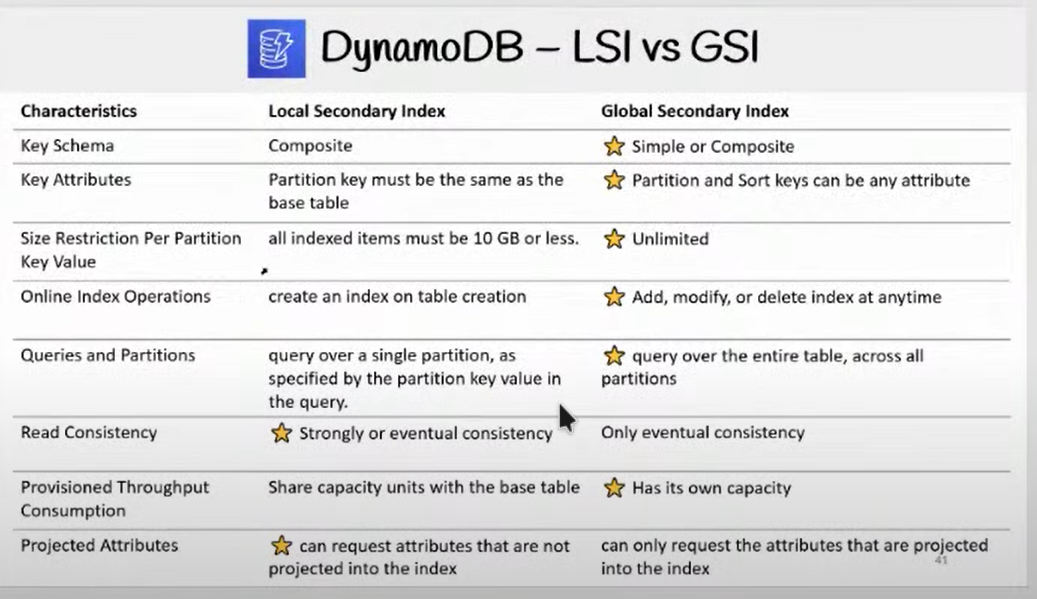 DynamoDB – LSI vs GSI
Characteristics Local Secondary Index Global Secondary Index
Key Schema Composite Simple or Composite
Key Attributes Partition key must be the same as the Partition and Sort keys can be any attribute
base table
Size Restriction Per Partition all indexed items must be 10 GB or less. Unlimited
Key Value
Online Index Operations create an index on table creation Add, modify, or delete index at anytime
Queries and Partitions query over a single partition, as query over the entire table, across all
specified by the partition key value in partitions
the query.
Read Consistency Strongly or eventual consistency Only eventual consistency
Provisioned Throughput Share capacity units with the base table Has its own capacity
Consumption
Projected Attributes can request attributes that are not can only request the attributes that are projected
projected into the index into the index
41